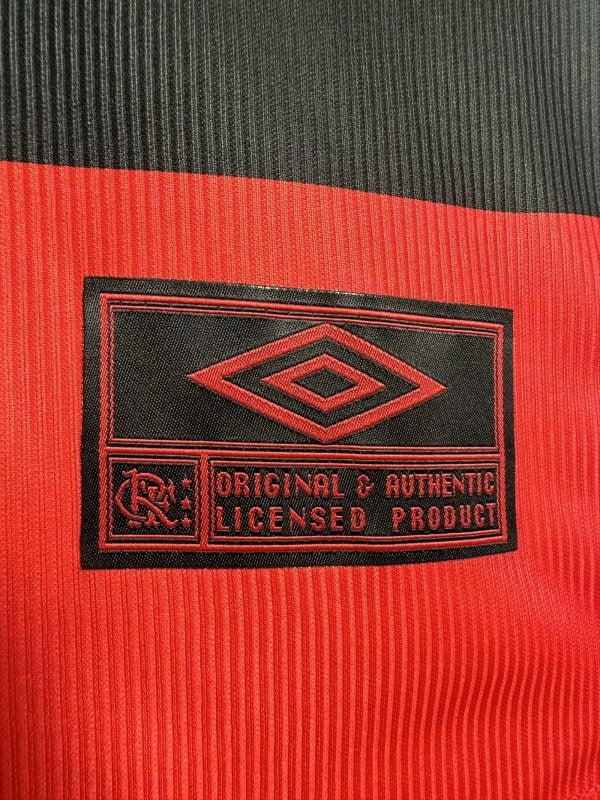 CRF
ORIGINAL & AUTHENTIC
LICENSED PRODUCT